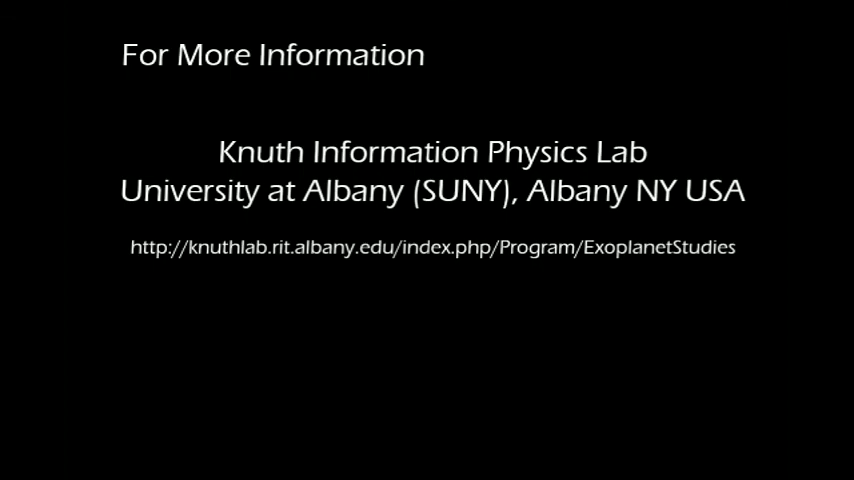 For More Information
Knuth Information Physics Lab
University at Albany (SUNY), Albany NY USA
http://knuthlab.rit.albany.edu/index.php/Program/ExoplanetStudies